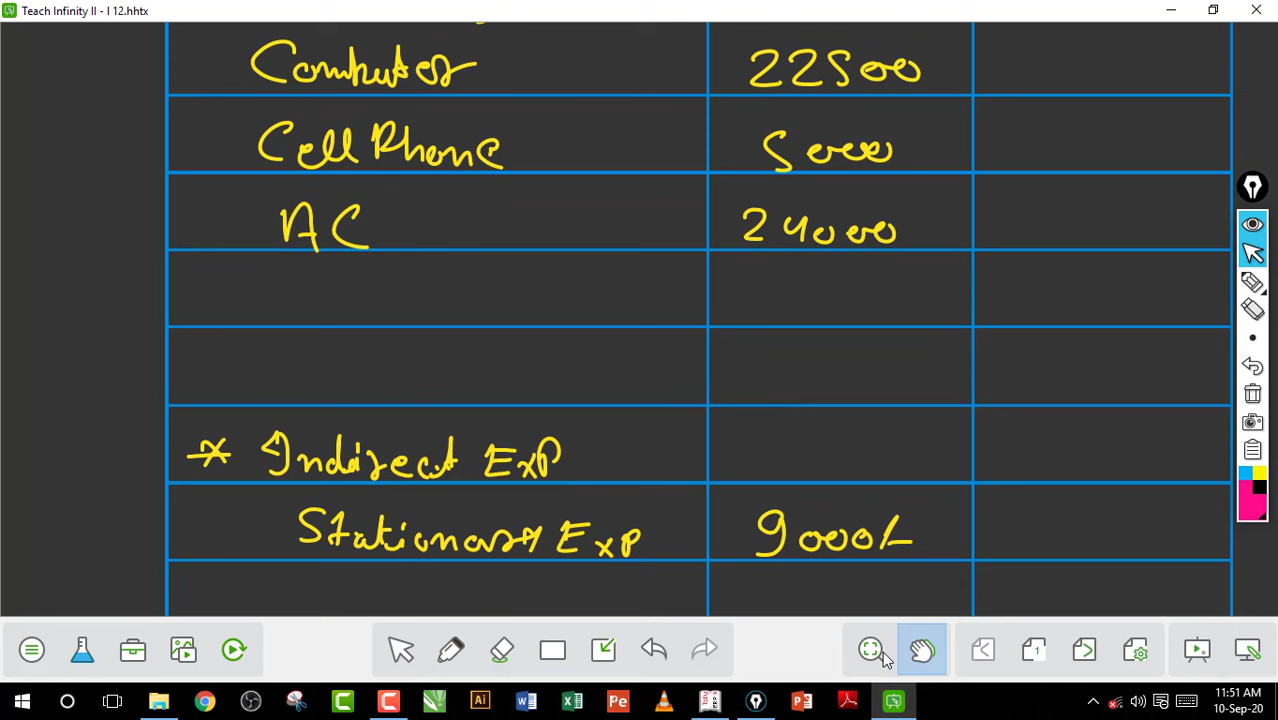 Teach Infinity II - I 12.hhtx
Computer 22500
Cell Phone 5000
AC 24000
* Indirect Exp
Stationary Exp 9000/-
1
11:51 AM
10-Sep-20